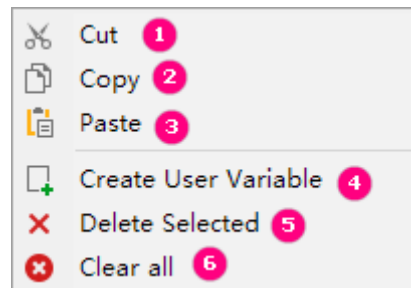 Cut 1
Copy 2
Paste 3
Create User Variable 4
Delete Selected 5
Clear all 6